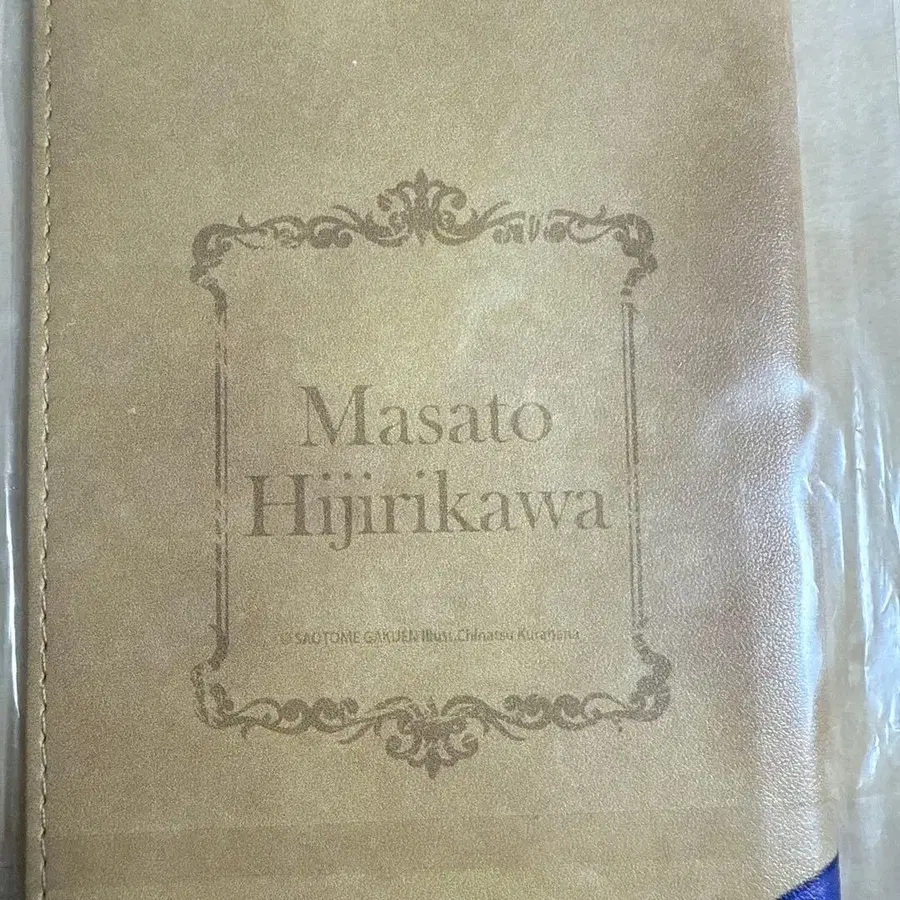 Masato
Hijirikawa
© SAOTOME GAKUEN Illust.Chinatsu Kurahana